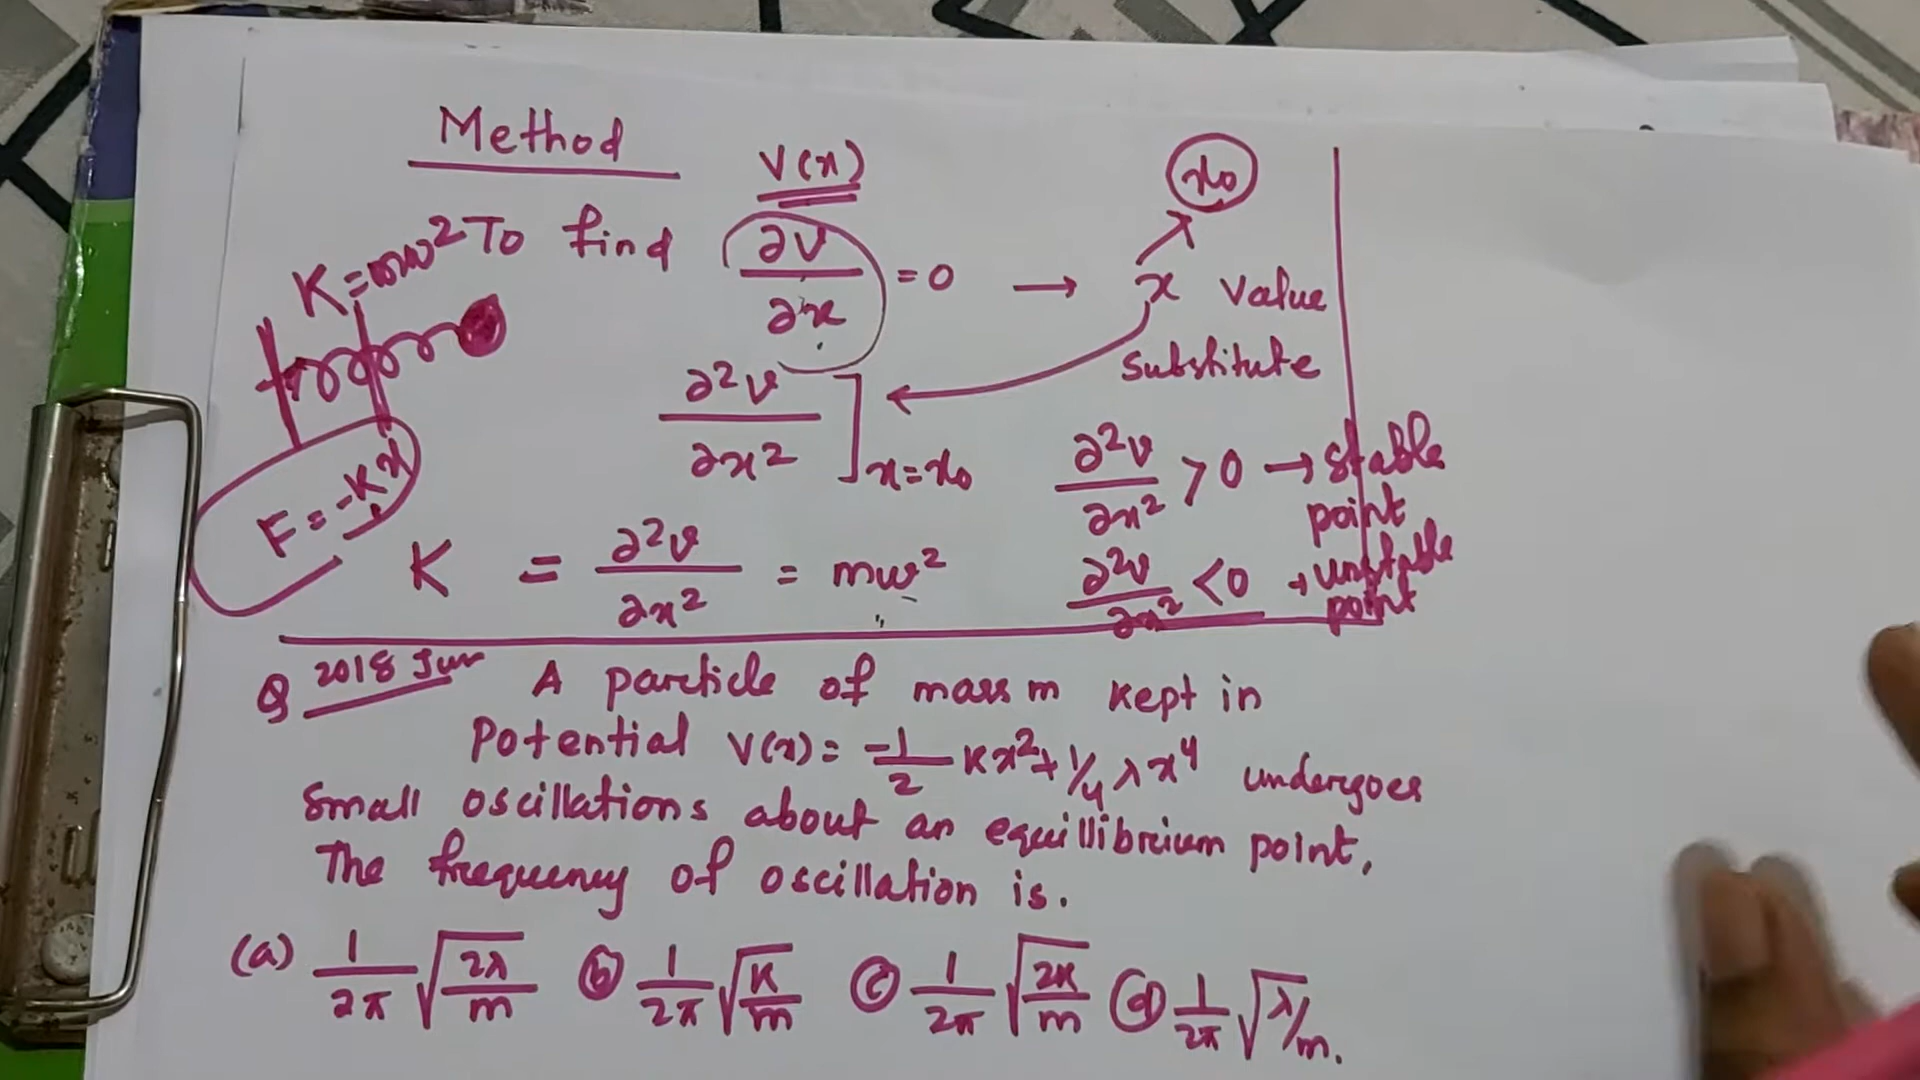 Method
V(x)
x₀
K=mω² To find ∂V/∂x = 0 → x value
substitute
∂²V/∂x² ]x=x₀
∂²V/∂x² > 0 → stable point
F = -Kx
K = ∂²V/∂x² = mω²
∂²V/∂x² < 0 → unstable point
Q 2018 Jun A particle of mass m kept in
potential V(x) = -1/2 Kx² + 1/4 λx⁴ undergoes
small oscillations about an equillibrium point,
The frequency of oscillation is.
(a) 1/2π √(2λ/m) (b) 1/2π √(K/m) (c) 1/2π √(2K/m) (d) 1/2π √(λ/m).